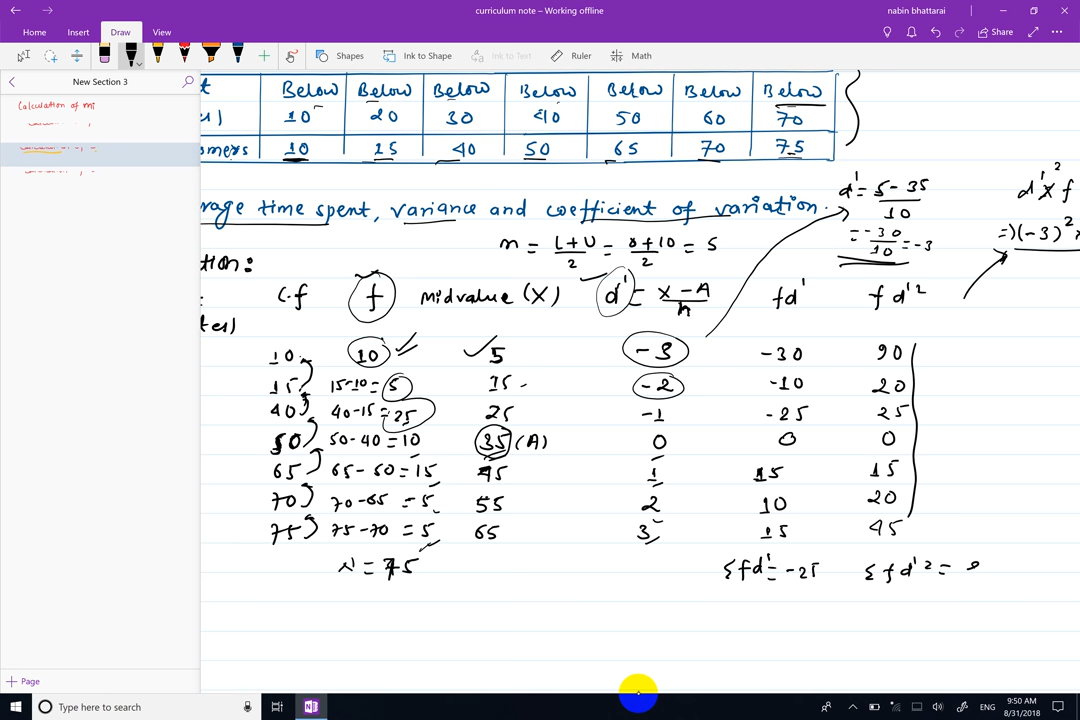 curriculum note – Working offline
nabin bhattarai
Home Insert Draw View
Share
Shapes Ink to Shape Ink to Text Ruler Math
New Section 3
Calculation of mi
t Below Below Below Below Below Below Below
10 20 30 40 50 60 70
omers 10 15 40 50 65 70 75
rage time spent, variance and coefficient of variation.
d' = 5-35 / 10
= -30 / 10 = -3
d'² x f
=) (-3)²
m = L+U / 2 = 0+10 / 2 = 5
tion:
C.f f midvalue (X) d' = X-A / h fd' fd'²
tes)
10 10 5 -3 -30 90
15 15-10 = 5 15 -2 -10 20
40 40-15 = 25 25 -1 -25 25
50 50-40 = 10 35 (A) 0 0 0
65 65-50 = 15 45 1 15 15
70 70-65 = 5 55 2 10 20
75 75-70 = 5 65 3 15 45
N = 75 Σfd' = -25 Σfd'² =
+ Page
Type here to search
ENG
9:50 AM
8/31/2018